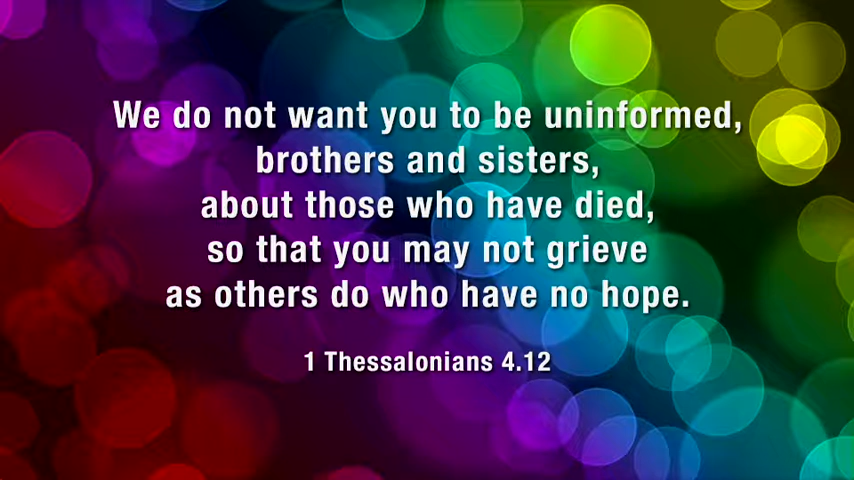 We do not want you to be uninformed,
brothers and sisters,
about those who have died,
so that you may not grieve
as others do who have no hope.
1 Thessalonians 4.12